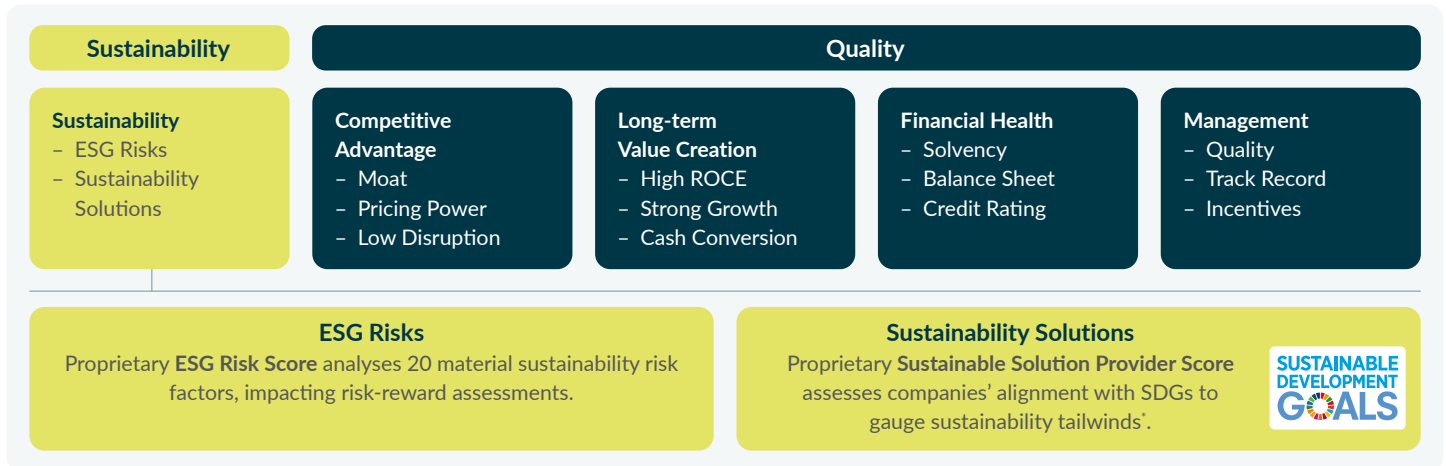 Sustainability
Quality
Sustainability
– ESG Risks
– Sustainability
Solutions
Competitive
Advantage
– Moat
– Pricing Power
– Low Disruption
Long-term
Value Creation
– High ROCE
– Strong Growth
– Cash Conversion
Financial Health
– Solvency
– Balance Sheet
– Credit Rating
Management
– Quality
– Track Record
– Incentives
ESG Risks
Proprietary ESG Risk Score analyses 20 material sustainability risk
factors, impacting risk-reward assessments.
Sustainability Solutions
Proprietary Sustainable Solution Provider Score
assesses companies’ alignment with SDGs to
gauge sustainability tailwinds*.
SUSTAINABLE
DEVELOPMENT
GOALS